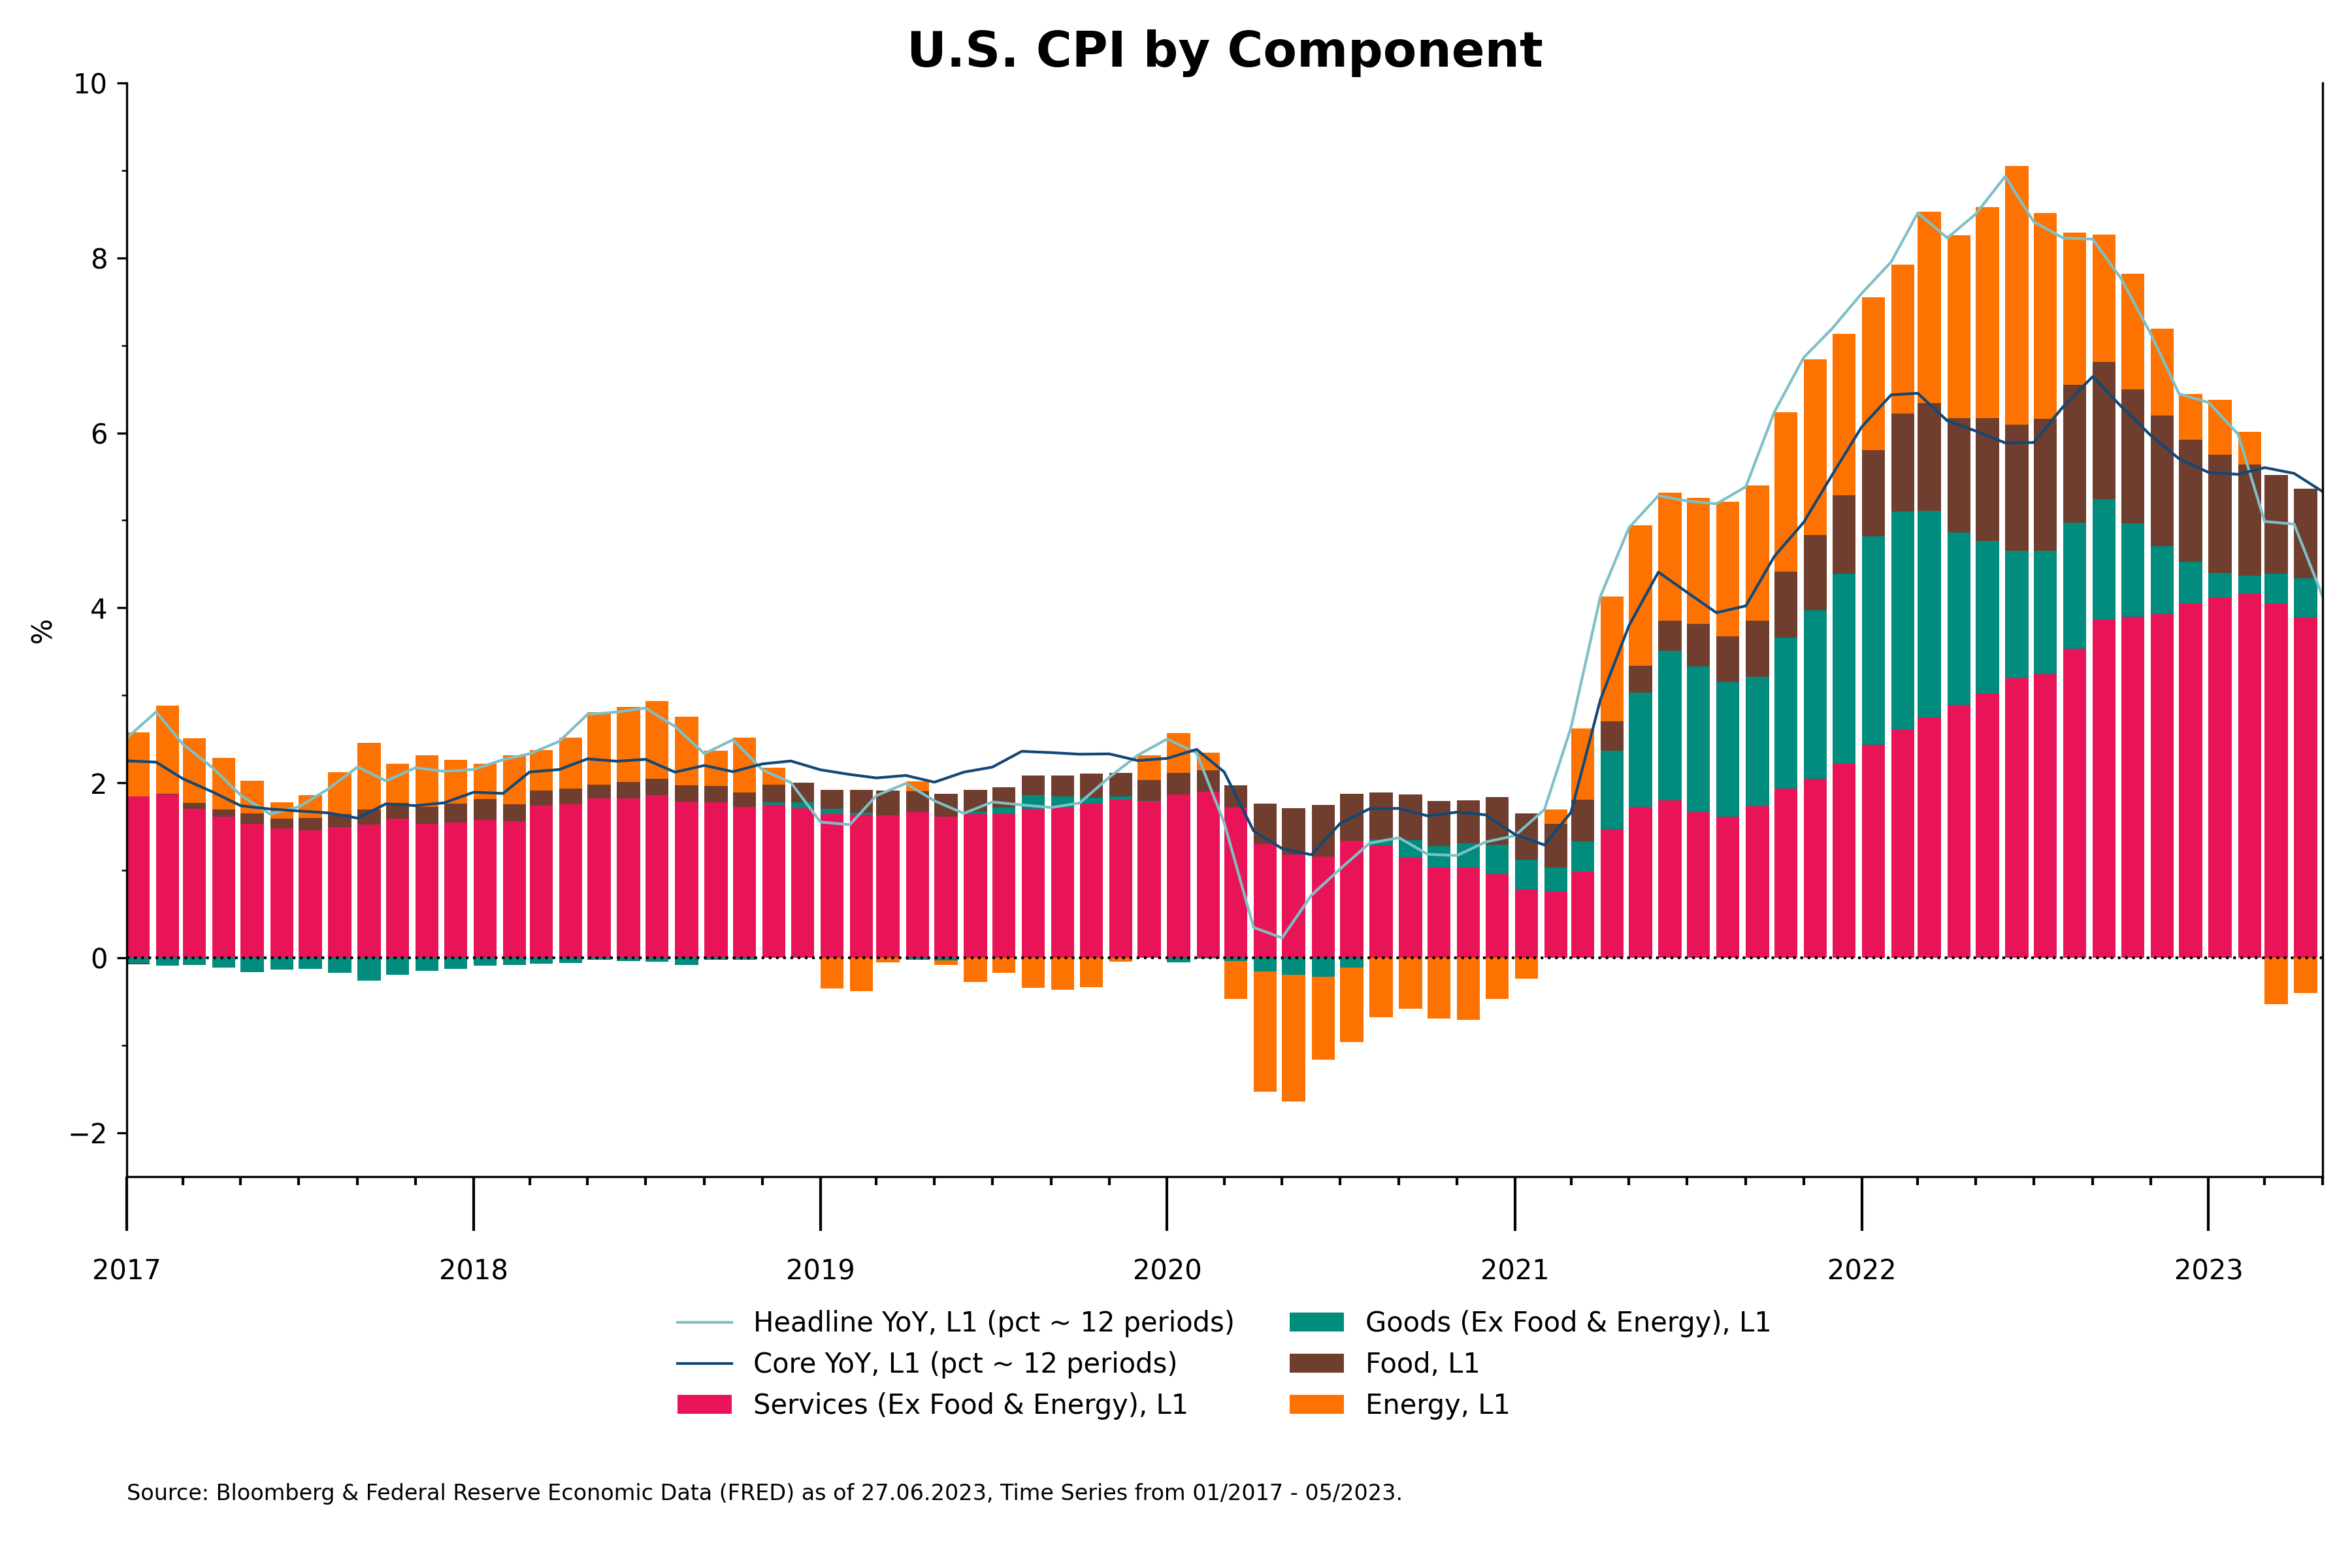 U.S. CPI by Component
10
8
6
4
2
0
−2
%
2017 2018 2019 2020 2021 2022 2023
Headline YoY, L1 (pct ~ 12 periods)
Core YoY, L1 (pct ~ 12 periods)
Services (Ex Food & Energy), L1
Goods (Ex Food & Energy), L1
Food, L1
Energy, L1
Source: Bloomberg & Federal Reserve Economic Data (FRED) as of 27.06.2023, Time Series from 01/2017 - 05/2023.